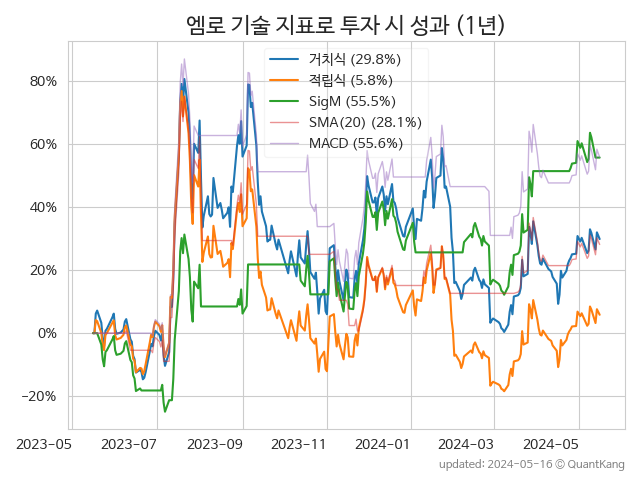 엠로 기술 지표로 투자 시 성과 (1년)
거치식 (29.8%)
적립식 (5.8%)
SigM (55.5%)
SMA(20) (28.1%)
MACD (55.6%)
80%
60%
40%
20%
0%
−20%
2023-05 2023-07 2023-09 2023-11 2024-01 2024-03 2024-05
updated: 2024-05-16 © QuantKang